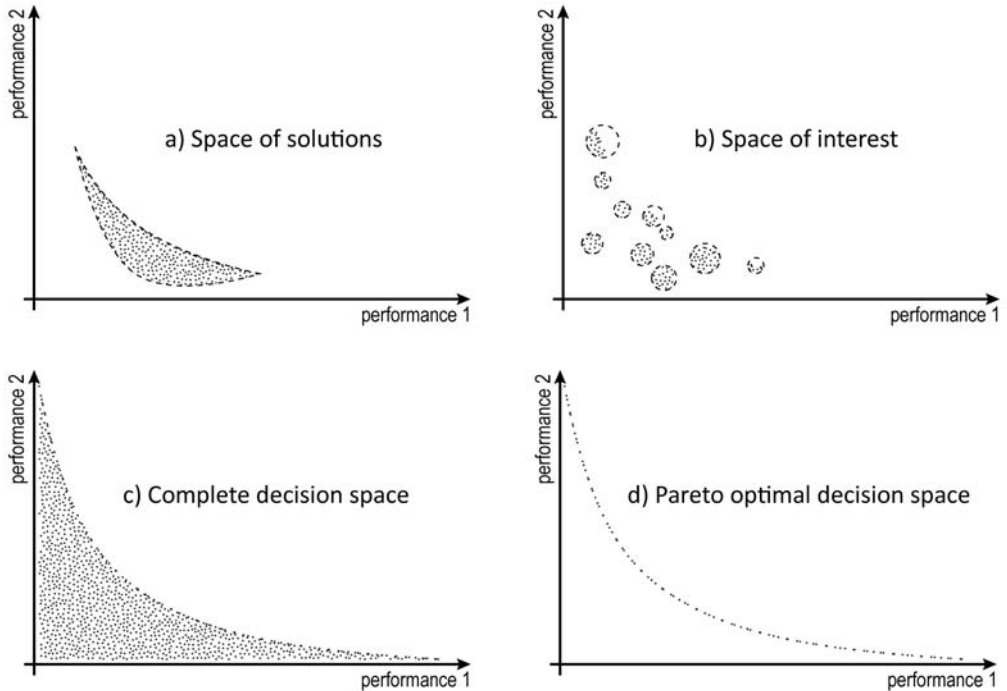 performance 2
a) Space of solutions
performance 1
performance 2
b) Space of interest
performance 1
performance 2
c) Complete decision space
performance 1
performance 2
d) Pareto optimal decision space
performance 1